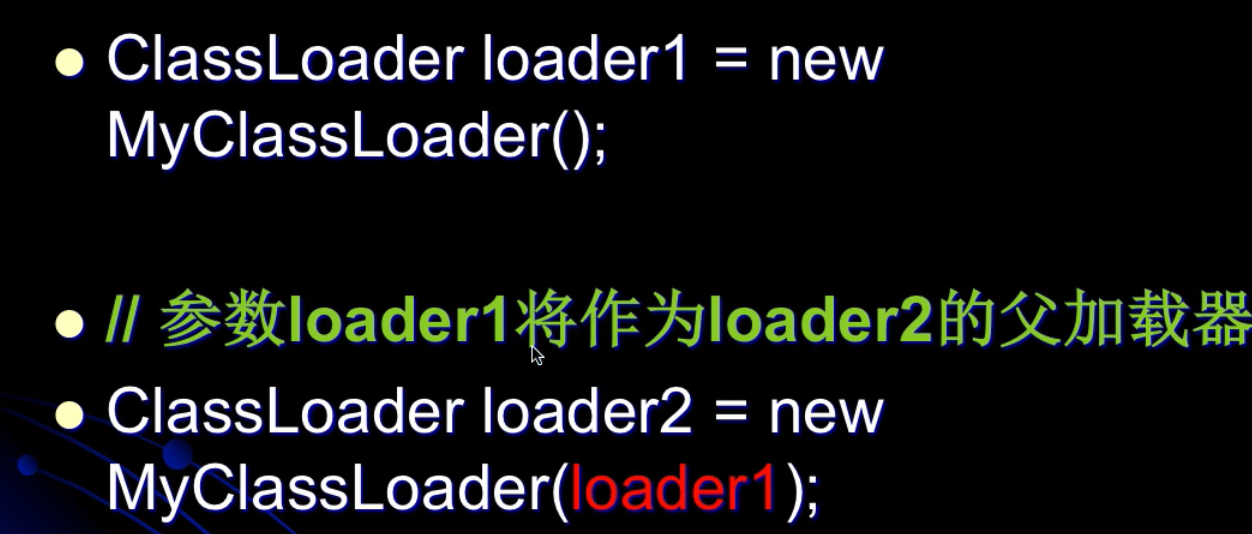 ClassLoader loader1 = new
MyClassLoader();
// 参数loader1将作为loader2的父加载器
ClassLoader loader2 = new
MyClassLoader(loader1);